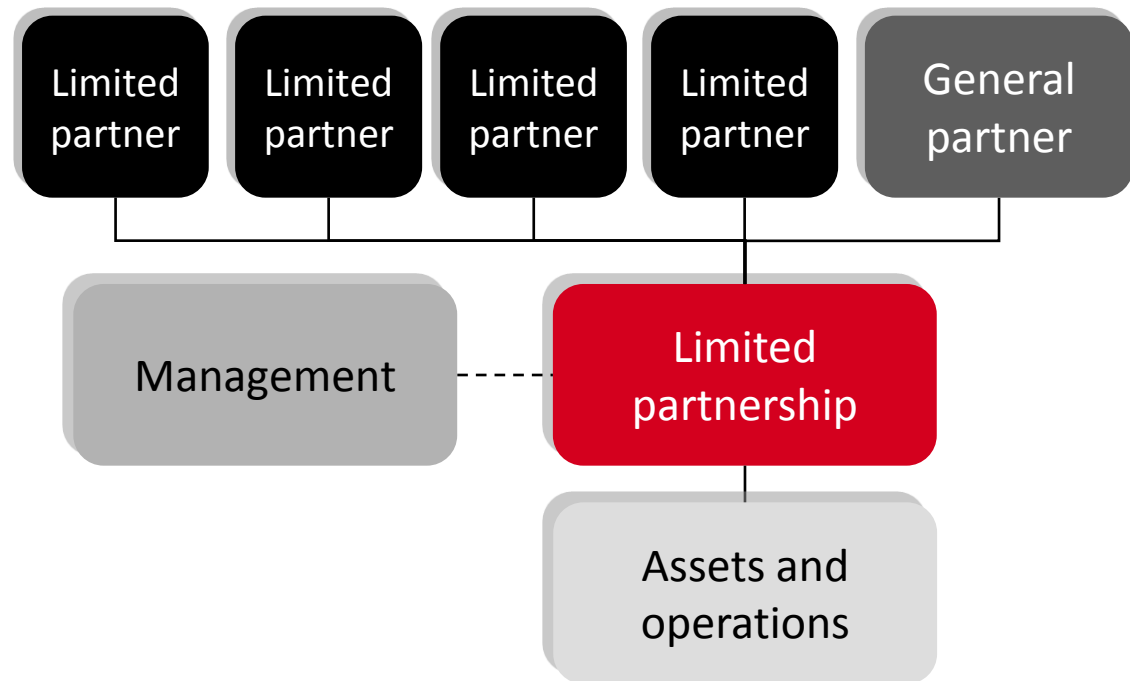 Limited
partner
Limited
partner
Limited
partner
Limited
partner
General
partner
Management
Limited
partnership
Assets and
operations